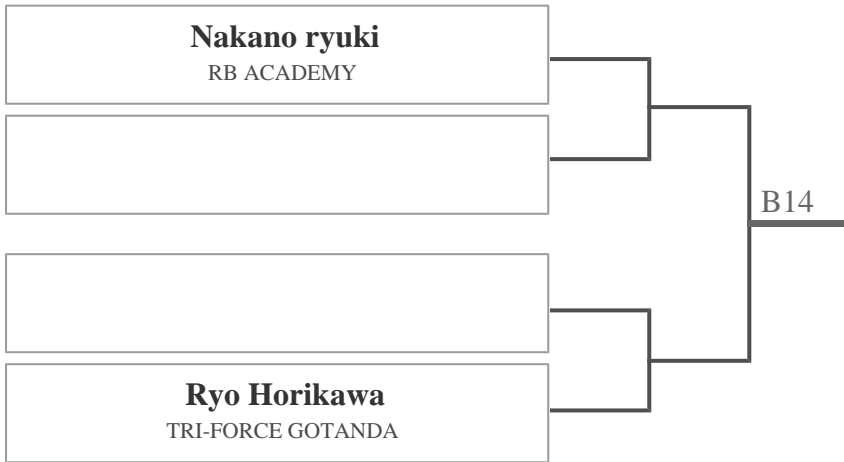 Nakano ryuki
RB ACADEMY
B14
Ryo Horikawa
TRI-FORCE GOTANDA